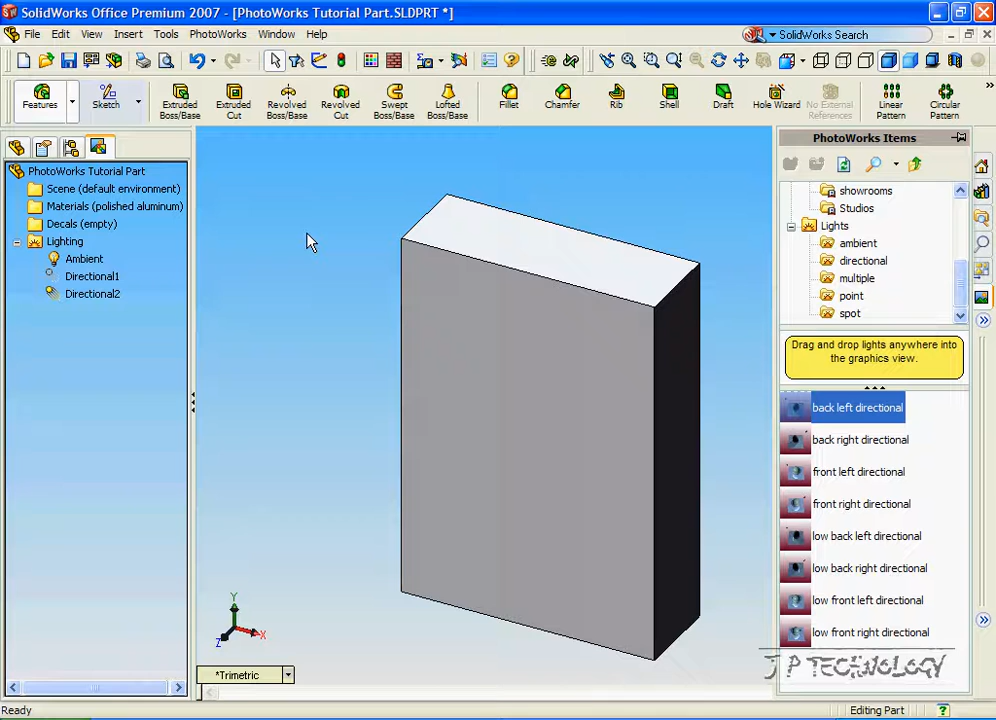 SolidWorks Office Premium 2007 - [PhotoWorks Tutorial Part.SLDPRT *]
File Edit View Insert Tools PhotoWorks Window Help
SolidWorks Search
Features
Sketch
Extruded Boss/Base
Extruded Cut
Revolved Boss/Base
Revolved Cut
Swept Boss/Base
Lofted Boss/Base
Fillet
Chamfer
Rib
Shell
Draft
Hole Wizard
No External References
Linear Pattern
Circular Pattern
PhotoWorks Tutorial Part
Scene (default environment)
Materials (polished aluminum)
Decals (empty)
Lighting
Ambient
Directional1
Directional2
Y
X
Z
*Trimetric
PhotoWorks Items
showrooms
Studios
Lights
ambient
directional
multiple
point
spot
Drag and drop lights anywhere into
the graphics view.
back left directional
back right directional
front left directional
front right directional
low back left directional
low back right directional
low front left directional
low front right directional
JP TECHNOLOGY
Ready
Editing Part